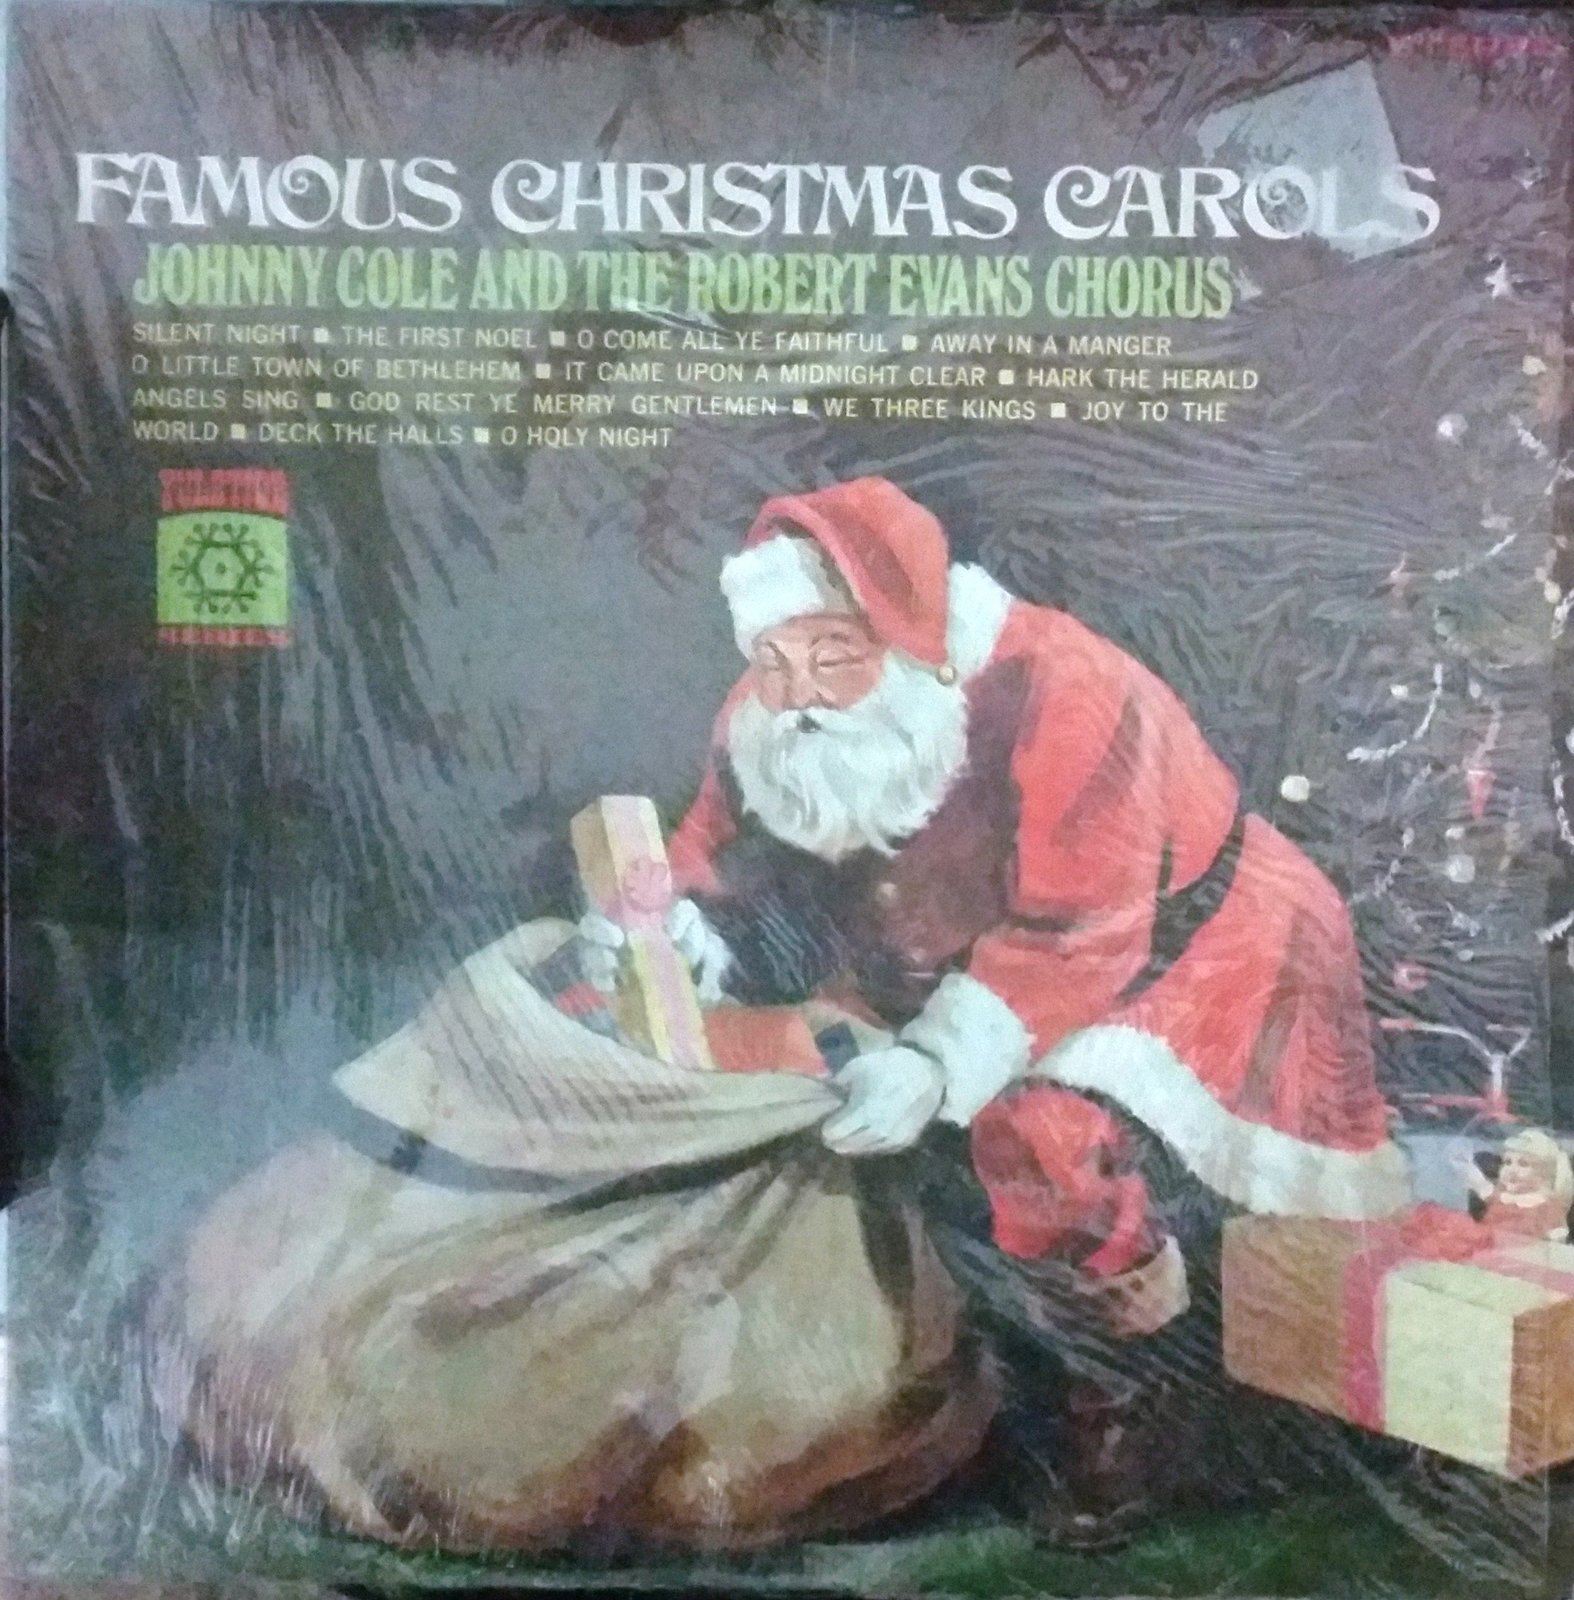 FAMOUS CHRISTMAS CAROLS
JOHNNY COLE AND THE ROBERT EVANS CHORUS
SILENT NIGHT ■ THE FIRST NOEL ■ O COME ALL YE FAITHFUL ■ AWAY IN A MANGER
O LITTLE TOWN OF BETHLEHEM ■ IT CAME UPON A MIDNIGHT CLEAR ■ HARK THE HERALD
ANGELS SING ■ GOD REST YE MERRY GENTLEMEN ■ WE THREE KINGS ■ JOY TO THE
WORLD ■ DECK THE HALLS ■ O HOLY NIGHT